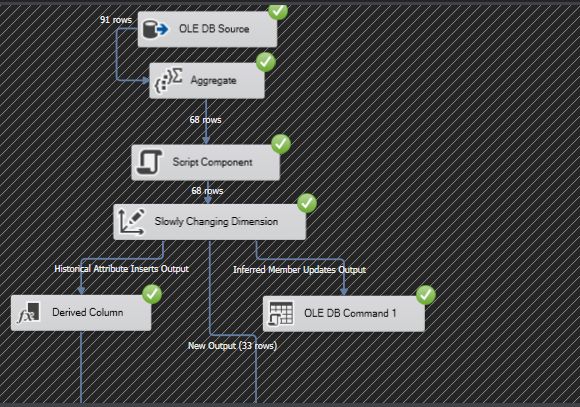 91 rows
OLE DB Source
Aggregate
68 rows
Script Component
68 rows
Slowly Changing Dimension
Historical Attribute Inserts Output
Inferred Member Updates Output
Derived Column
OLE DB Command 1
New Output (33 rows)